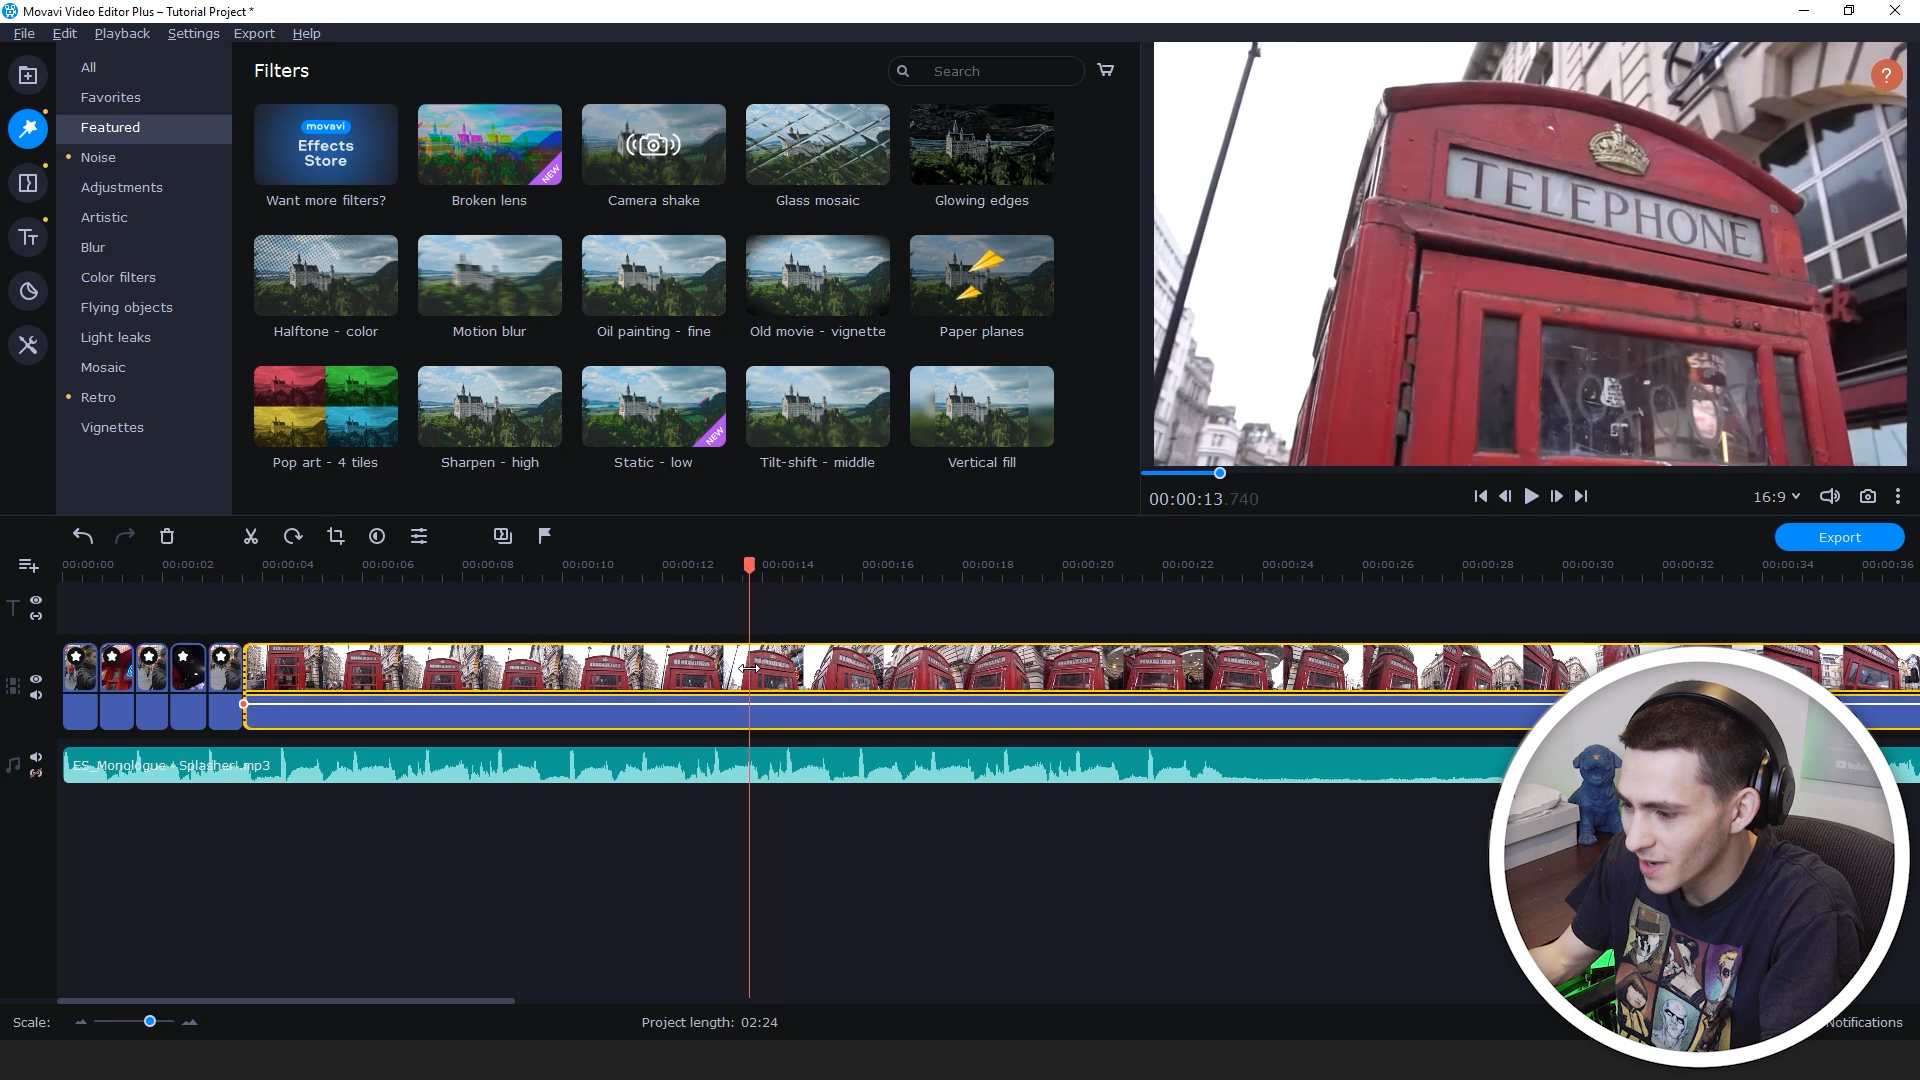 Movavi Video Editor Plus – Tutorial Project *
File Edit Playback Settings Export Help
All
Favorites
Featured
Noise
Adjustments
Artistic
Blur
Color filters
Flying objects
Light leaks
Mosaic
Retro
Vignettes
Filters
Search
movavi
Effects
Store
NEW
Want more filters? Broken lens Camera shake Glass mosaic Glowing edges
Halftone - color Motion blur Oil painting - fine Old movie - vignette Paper planes
NEW
Pop art - 4 tiles Sharpen - high Static - low Tilt-shift - middle Vertical fill
TELEPHONE
?
00:00:13.740
16:9
Export
00:00:00 00:00:02 00:00:04 00:00:06 00:00:08 00:00:10 00:00:12 00:00:14 00:00:16 00:00:18 00:00:20 00:00:22 00:00:24 00:00:26 00:00:28 00:00:30 00:00:32 00:00:34 00:00:36
ES_Monologue - Splasher!.mp3
Scale:
Project length: 02:24
Notifications